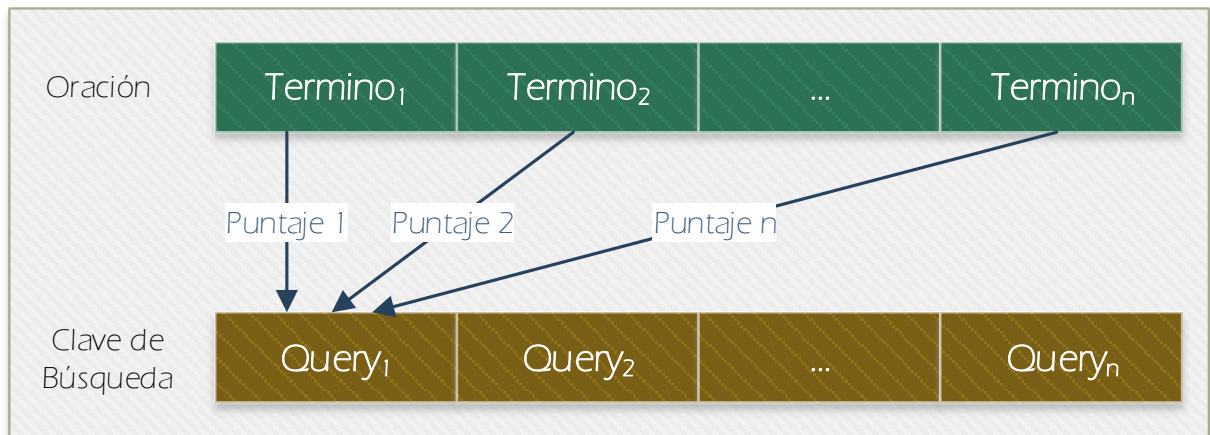 Oración
Termino1
Termino2
...
Terminon
Puntaje 1
Puntaje 2
Puntaje n
Clave de
Búsqueda
Query1
Query2
...
Queryn